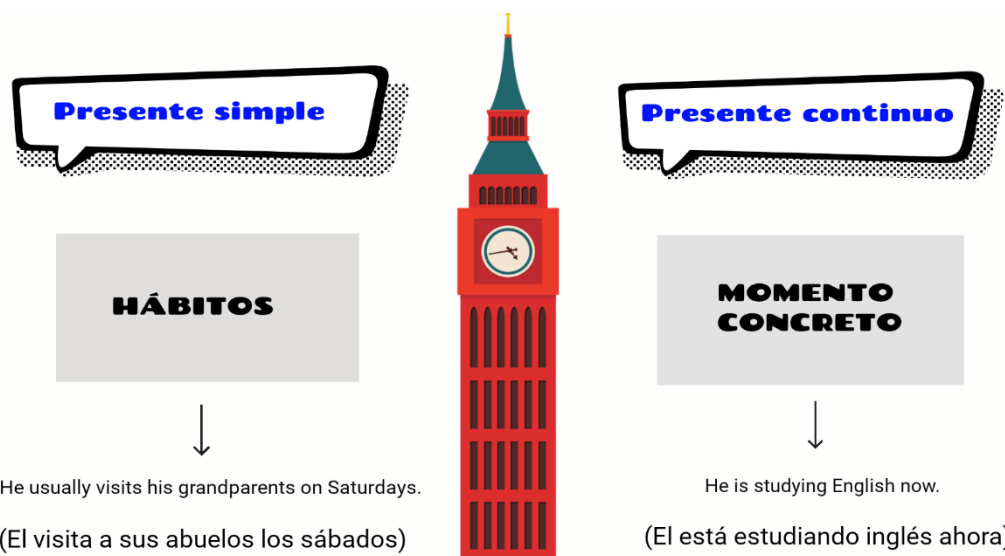 Presente simple
HÁBITOS
He usually visits his grandparents on Saturdays.
(El visita a sus abuelos los sábados)
Presente continuo
MOMENTO
CONCRETO
He is studying English now.
(El está estudiando inglés ahora)